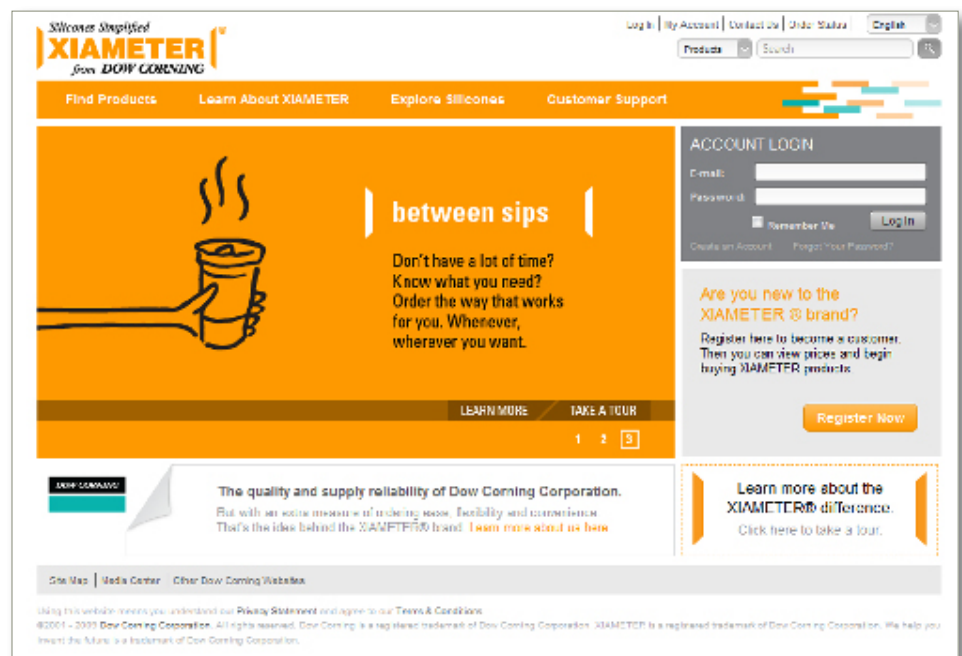 Silicones Simplified
XIAMETER®
from DOW CORNING
Log In | My Account | Contact Us | Order Status
English
Products
Search
Find Products
Learn About XIAMETER
Explore Silicones
Customer Support
between sips
Don't have a lot of time?
Know what you need?
Order the way that works
for you. Whenever,
wherever you want.
LEARN MORE
TAKE A TOUR
1 2 3
ACCOUNT LOGIN
E-mail:
Password:
Remember Me
Log In
Create an Account
Forgot Your Password?
Are you new to the
XIAMETER ® brand?
Register here to become a customer.
Then you can view prices and begin
buying XIAMETER products
Register Now
DOW CORNING
The quality and supply reliability of Dow Corning Corporation.
But with an extra measure of ordering ease, flexibility and convenience
That's the idea behind the XIAMETER® brand. Learn more about us here
Learn more about the
XIAMETER® difference.
Click here to take a tour.
Site Map | Media Center | Other Dow Corning Websites
Using this website means you understand our Privacy Statement and agree to our Terms & Conditions
©2001 - 2009 Dow Corning Corporation. All rights reserved. Dow Corning is a registered trademark of Dow Corning Corporation. XIAMETER is a registered trademark of Dow Corning Corporation. We help you
invent the future is a trademark of Dow Corning Corporation.